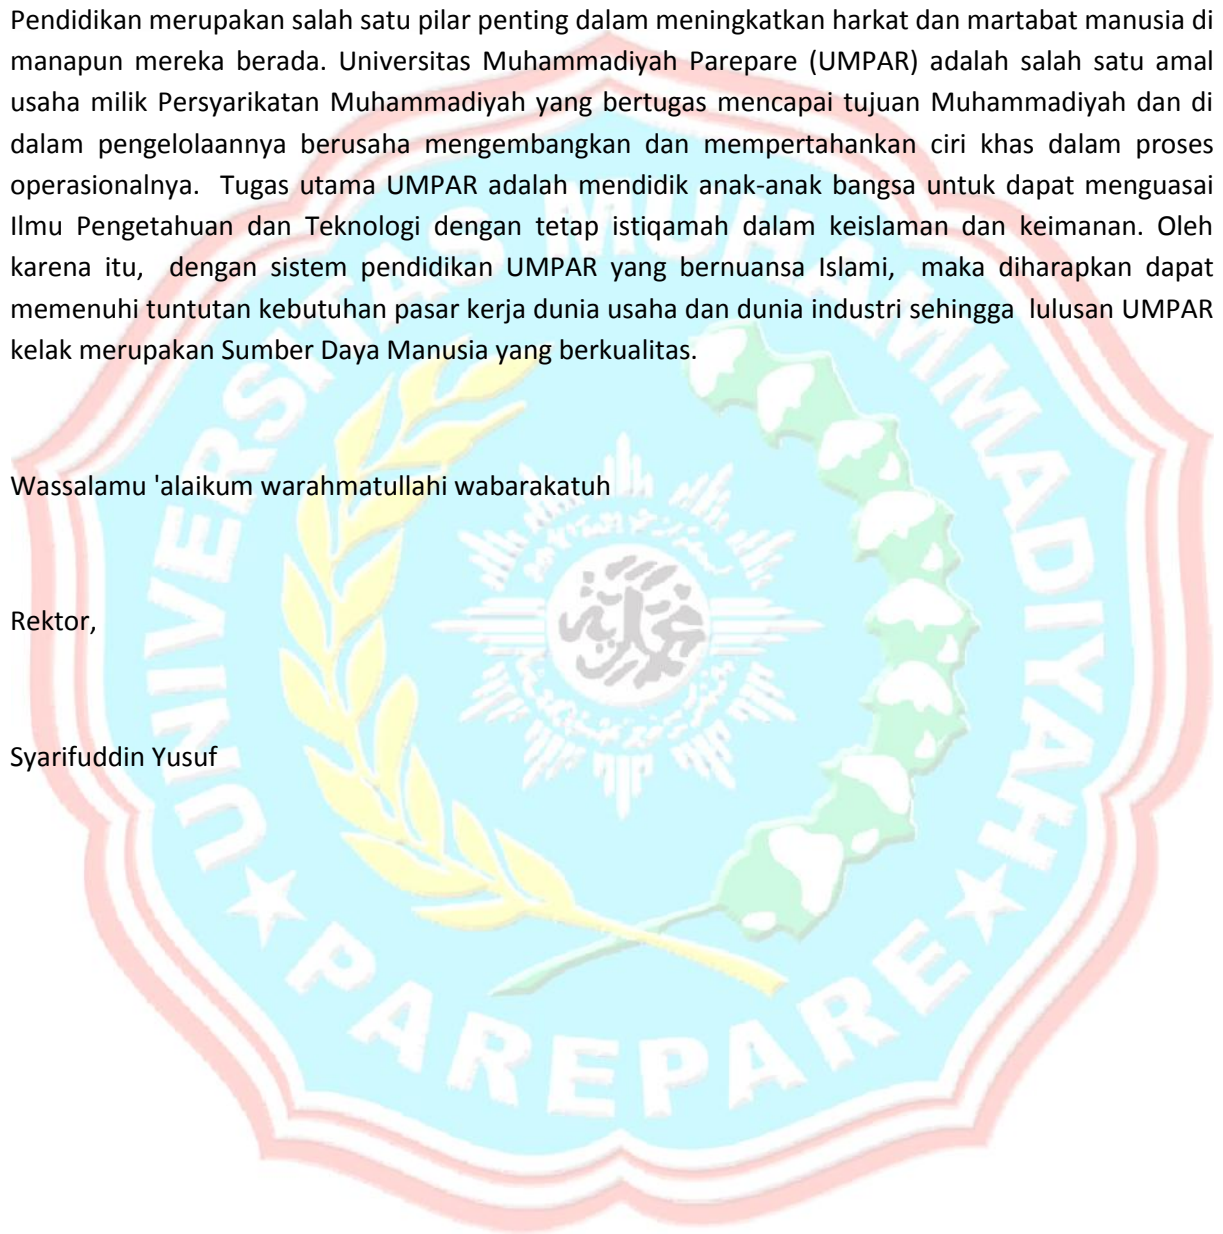 Pendidikan merupakan salah satu pilar penting dalam meningkatkan harkat dan martabat manusia di
manapun mereka berada. Universitas Muhammadiyah Parepare (UMPAR) adalah salah satu amal
usaha milik Persyarikatan Muhammadiyah yang bertugas mencapai tujuan Muhammadiyah dan di
dalam pengelolaannya berusaha mengembangkan dan mempertahankan ciri khas dalam proses
operasionalnya.  Tugas utama UMPAR adalah mendidik anak-anak bangsa untuk dapat menguasai
Ilmu Pengetahuan dan Teknologi dengan tetap istiqamah dalam keislaman dan keimanan. Oleh
karena itu,  dengan sistem pendidikan UMPAR yang bernuansa Islami,  maka diharapkan dapat
memenuhi tuntutan kebutuhan pasar kerja dunia usaha dan dunia industri sehingga  lulusan UMPAR
kelak merupakan Sumber Daya Manusia yang berkualitas.
Wassalamu 'alaikum warahmatullahi wabarakatuh
Rektor,
Syarifuddin Yusuf
UNIVERSITAS MUHAMMADIYAH
PAREPARE